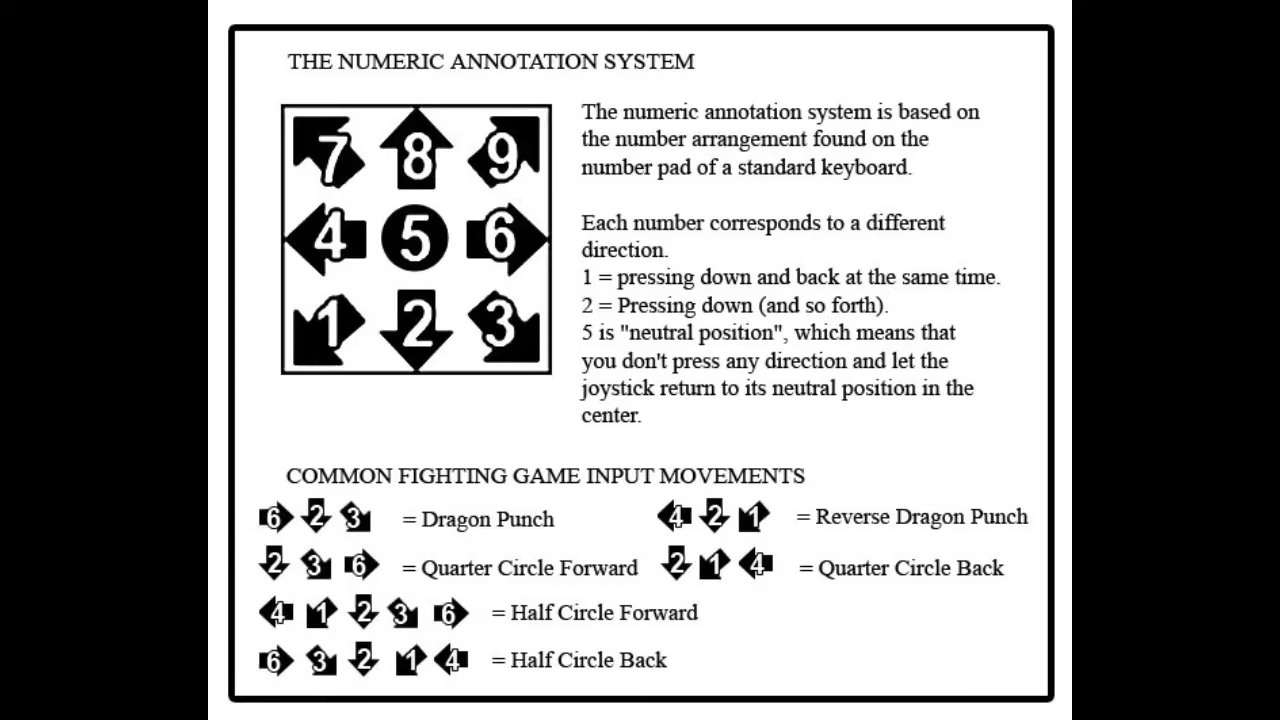 THE NUMERIC ANNOTATION SYSTEM
7 8 9
4 5 6
1 2 3
The numeric annotation system is based on
the number arrangement found on the
number pad of a standard keyboard.
Each number corresponds to a different
direction.
1 = pressing down and back at the same time.
2 = Pressing down (and so forth).
5 is "neutral position", which means that
you don't press any direction and let the
joystick return to its neutral position in the
center.
COMMON FIGHTING GAME INPUT MOVEMENTS
6 2 3 = Dragon Punch
4 2 1 = Reverse Dragon Punch
2 3 6 = Quarter Circle Forward
2 1 4 = Quarter Circle Back
4 1 2 3 6 = Half Circle Forward
6 3 2 1 4 = Half Circle Back